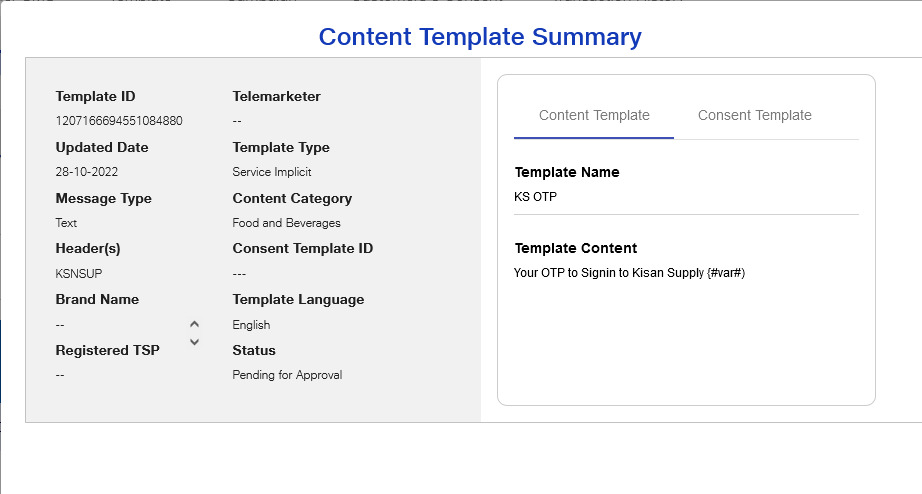 Content Template Summary
Template ID
1207166694551084880
Updated Date
28-10-2022
Message Type
Text
Header(s)
KSNSUP
Brand Name
--
Registered TSP
--
Telemarketer
--
Template Type
Service Implicit
Content Category
Food and Beverages
Consent Template ID
---
Template Language
English
Status
Pending for Approval
Content Template
Consent Template
Template Name
KS OTP
Template Content
Your OTP to Signin to Kisan Supply {#var#}